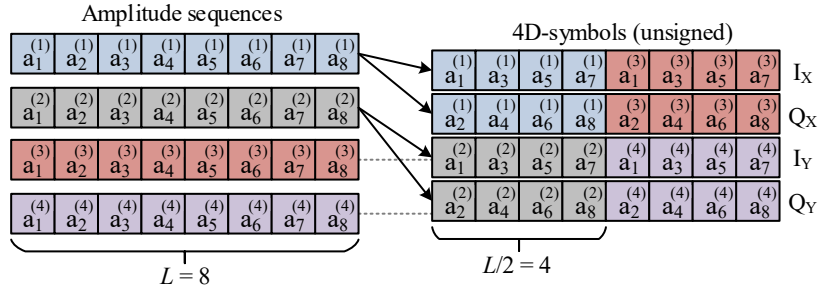 Amplitude sequences
4D-symbols (unsigned)
a₁⁽¹⁾ a₂⁽¹⁾ a₃⁽¹⁾ a₄⁽¹⁾ a₅⁽¹⁾ a₆⁽¹⁾ a₇⁽¹⁾ a₈⁽¹⁾
a₁⁽²⁾ a₂⁽²⁾ a₃⁽²⁾ a₄⁽²⁾ a₅⁽²⁾ a₆⁽²⁾ a₇⁽²⁾ a₈⁽²⁾
a₁⁽³⁾ a₂⁽³⁾ a₃⁽³⁾ a₄⁽³⁾ a₅⁽³⁾ a₆⁽³⁾ a₇⁽³⁾ a₈⁽³⁾
a₁⁽⁴⁾ a₂⁽⁴⁾ a₃⁽⁴⁾ a₄⁽⁴⁾ a₅⁽⁴⁾ a₆⁽⁴⁾ a₇⁽⁴⁾ a₈⁽⁴⁾
L = 8
a₁⁽¹⁾ a₃⁽¹⁾ a₅⁽¹⁾ a₇⁽¹⁾ a₁⁽³⁾ a₃⁽³⁾ a₅⁽³⁾ a₇⁽³⁾ I_X
a₂⁽¹⁾ a₄⁽¹⁾ a₆⁽¹⁾ a₈⁽¹⁾ a₂⁽³⁾ a₄⁽³⁾ a₆⁽³⁾ a₈⁽³⁾ Q_X
a₁⁽²⁾ a₃⁽²⁾ a₅⁽²⁾ a₇⁽²⁾ a₁⁽⁴⁾ a₃⁽⁴⁾ a₅⁽⁴⁾ a₇⁽⁴⁾ I_Y
a₂⁽²⁾ a₄⁽²⁾ a₆⁽²⁾ a₈⁽²⁾ a₂⁽⁴⁾ a₄⁽⁴⁾ a₆⁽⁴⁾ a₈⁽⁴⁾ Q_Y
L/2 = 4